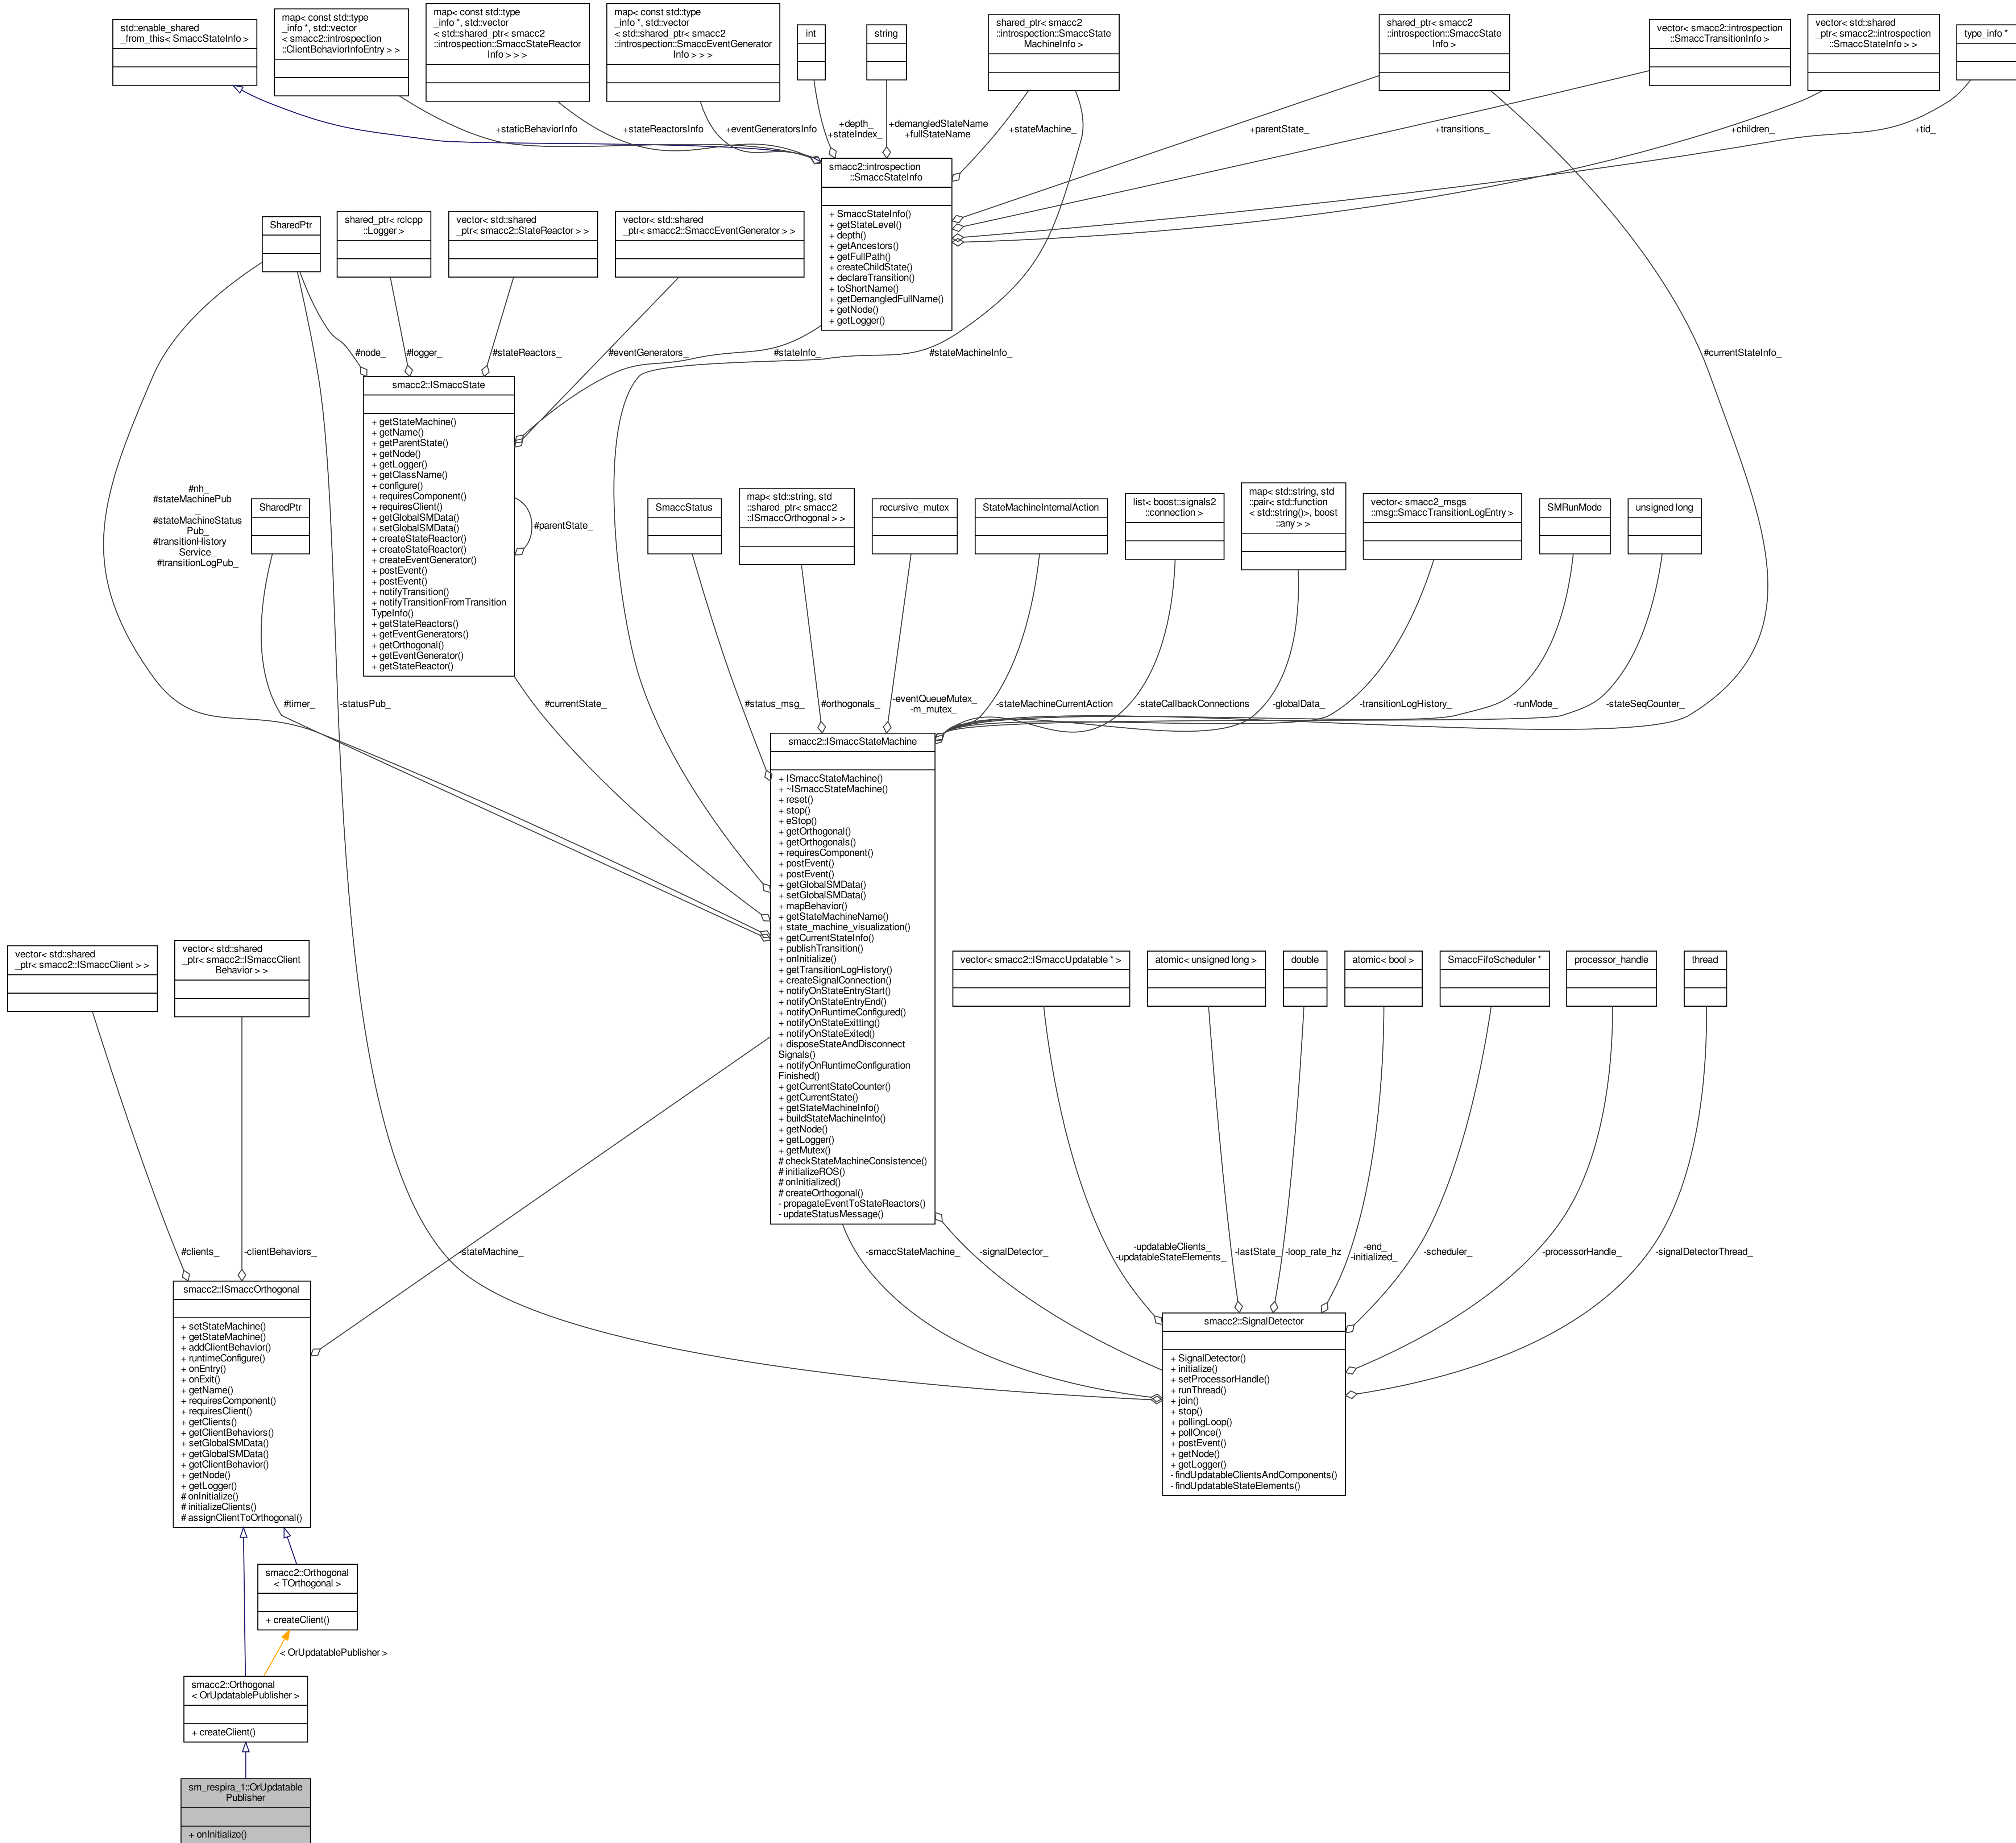 std::enable_shared
_from_this< SmaccStateInfo >
map< const std::type
_info *, std::vector
< smacc2::introspection
::ClientBehaviorInfoEntry > >
map< const std::type
_info *, std::vector
< std::shared_ptr< smacc2
::introspection::SmaccStateReactor
Info > > >
map< const std::type
_info *, std::vector
< std::shared_ptr< smacc2
::introspection::SmaccEventGenerator
Info > > >
int
string
shared_ptr< smacc2
::introspection::SmaccState
MachineInfo >
shared_ptr< smacc2
::introspection::SmaccState
Info >
vector< smacc2::introspection
::SmaccTransitionInfo >
vector< std::shared
_ptr< smacc2::introspection
::SmaccStateInfo > >
type_info *
+staticBehaviorInfo
+stateReactorsInfo
+eventGeneratorsInfo
+depth_
+stateIndex_
+demangledStateName
+fullStateName
+stateMachine_
+parentState_
+transitions_
+children_
+tid_
smacc2::introspection
::SmaccStateInfo
+ SmaccStateInfo()
+ getStateLevel()
+ depth()
+ getAncestors()
+ getFullPath()
+ createChildState()
+ declareTransition()
+ toShortName()
+ getDemangledFullName()
+ getNode()
+ getLogger()
SharedPtr
shared_ptr< rclcpp
::Logger >
vector< std::shared
_ptr< smacc2::StateReactor > >
vector< std::shared
_ptr< smacc2::SmaccEventGenerator > >
#node_
#logger_
#stateReactors_
#eventGenerators_
#stateInfo_
#stateMachineInfo_
#currentStateInfo_
smacc2::ISmaccState
+ getStateMachine()
+ getName()
+ getParentState()
+ getNode()
+ getLogger()
+ getClassName()
+ configure()
+ requiresComponent()
+ requiresClient()
+ getGlobalSMData()
+ setGlobalSMData()
+ createStateReactor()
+ createStateReactor()
+ createEventGenerator()
+ postEvent()
+ postEvent()
+ notifyTransition()
+ notifyTransitionFromTransition
TypeInfo()
+ getStateReactors()
+ getEventGenerators()
+ getOrthogonal()
+ getEventGenerator()
+ getStateReactor()
#parentState_
#nh_
#stateMachinePub
_
#stateMachineStatus
Pub_
#transitionHistory
Service_
#transitionLogPub_
SharedPtr
SmaccStatus
map< std::string, std
::shared_ptr< smacc2
::ISmaccOrthogonal > >
recursive_mutex
StateMachineInternalAction
list< boost::signals2
::connection >
map< std::string, std
::pair< std::function
< std::string()>, boost
::any > >
vector< smacc2_msgs
::msg::SmaccTransitionLogEntry >
SMRunMode
unsigned long
#timer_
-statusPub_
#currentState_
#status_msg_
#orthogonals_
-eventQueueMutex_
-m_mutex_
-stateMachineCurrentAction
-stateCallbackConnections
-globalData_
-transitionLogHistory_
-runMode_
-stateSeqCounter_
smacc2::ISmaccStateMachine
+ ISmaccStateMachine()
+ ~ISmaccStateMachine()
+ reset()
+ stop()
+ eStop()
+ getOrthogonal()
+ getOrthogonals()
+ requiresComponent()
+ postEvent()
+ postEvent()
+ getGlobalSMData()
+ setGlobalSMData()
+ mapBehavior()
+ getStateMachineName()
+ state_machine_visualization()
+ getCurrentStateInfo()
+ publishTransition()
+ onInitialize()
+ getTransitionLogHistory()
+ createSignalConnection()
+ notifyOnStateEntryStart()
+ notifyOnStateEntryEnd()
+ notifyOnRuntimeConfigured()
+ notifyOnStateExitting()
+ notifyOnStateExited()
+ disposeStateAndDisconnect
Signals()
+ notifyOnRuntimeConfiguration
Finished()
+ getCurrentStateCounter()
+ getCurrentState()
+ getStateMachineInfo()
+ buildStateMachineInfo()
+ getNode()
+ getLogger()
+ getMutex()
# checkStateMachineConsistence()
# initializeROS()
# onInitialized()
# createOrthogonal()
- propagateEventToStateReactors()
- updateStatusMessage()
vector< std::shared
_ptr< smacc2::ISmaccClient > >
vector< std::shared
_ptr< smacc2::ISmaccClient
Behavior > >
vector< smacc2::ISmaccUpdatable * >
atomic< unsigned long >
double
atomic< bool >
SmaccFifoScheduler *
processor_handle
thread
#clients_
-clientBehaviors_
-stateMachine_
-smaccStateMachine_
-signalDetector_
-updatableClients_
-updatableStateElements_
-lastState_
-loop_rate_hz
-end_
-initialized_
-scheduler_
-processorHandle_
-signalDetectorThread_
smacc2::ISmaccOrthogonal
+ setStateMachine()
+ getStateMachine()
+ addClientBehavior()
+ runtimeConfigure()
+ onEntry()
+ onExit()
+ getName()
+ requiresComponent()
+ requiresClient()
+ getClients()
+ getClientBehaviors()
+ setGlobalSMData()
+ getGlobalSMData()
+ getClientBehavior()
+ getNode()
+ getLogger()
# onInitialize()
# initializeClients()
# assignClientToOrthogonal()
smacc2::SignalDetector
+ SignalDetector()
+ initialize()
+ setProcessorHandle()
+ runThread()
+ join()
+ stop()
+ pollingLoop()
+ pollOnce()
+ postEvent()
+ getNode()
+ getLogger()
- findUpdatableClientsAndComponents()
- findUpdatableStateElements()
smacc2::Orthogonal
< TOrthogonal >
+ createClient()
< OrUpdatablePublisher >
smacc2::Orthogonal
< OrUpdatablePublisher >
+ createClient()
sm_respira_1::OrUpdatable
Publisher
+ onInitialize()